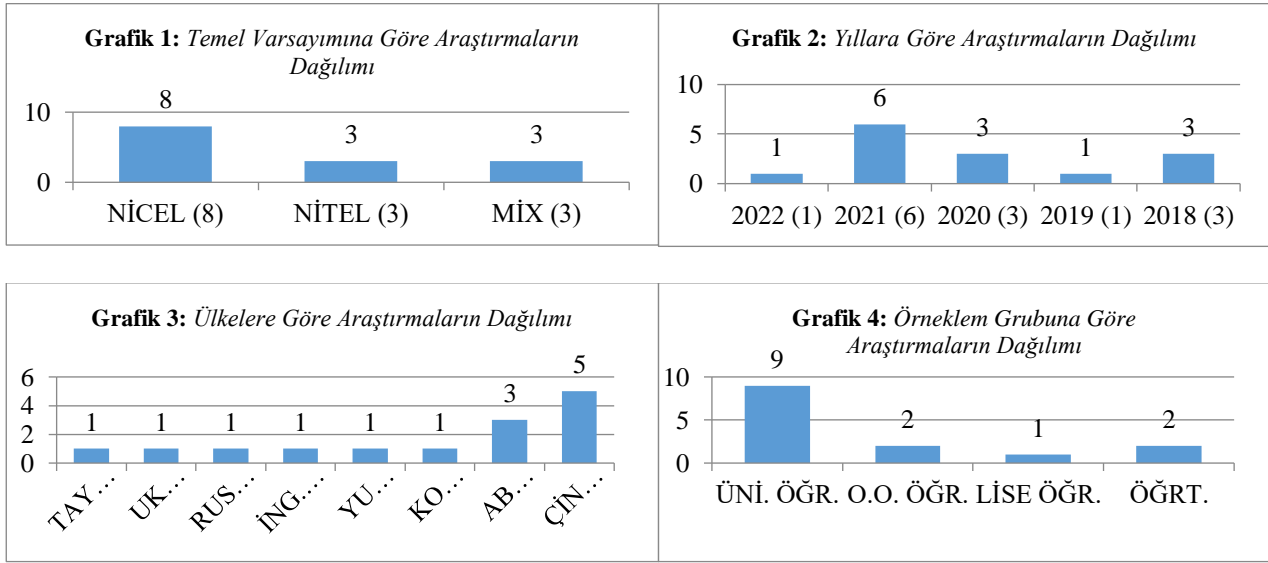 Grafik 1: Temel Varsayımına Göre Araştırmaların
Dağılımı
10
0
8
3
3
NİCEL (8)
NİTEL (3)
MİX (3)
Grafik 2: Yıllara Göre Araştırmaların Dağılımı
10
5
0
1
6
3
1
3
2022 (1) 2021 (6) 2020 (3) 2019 (1) 2018 (3)
Grafik 3: Ülkelere Göre Araştırmaların Dağılımı
6
4
2
0
1
1
1
1
1
1
3
5
TAY…
UK…
RUS…
İNG.…
YU…
KO…
AB…
ÇİN…
Grafik 4: Örneklem Grubuna Göre
Araştırmaların Dağılımı
10
5
0
9
2
1
2
ÜNİ. ÖĞR. O.O. ÖĞR. LİSE ÖĞR. ÖĞRT.